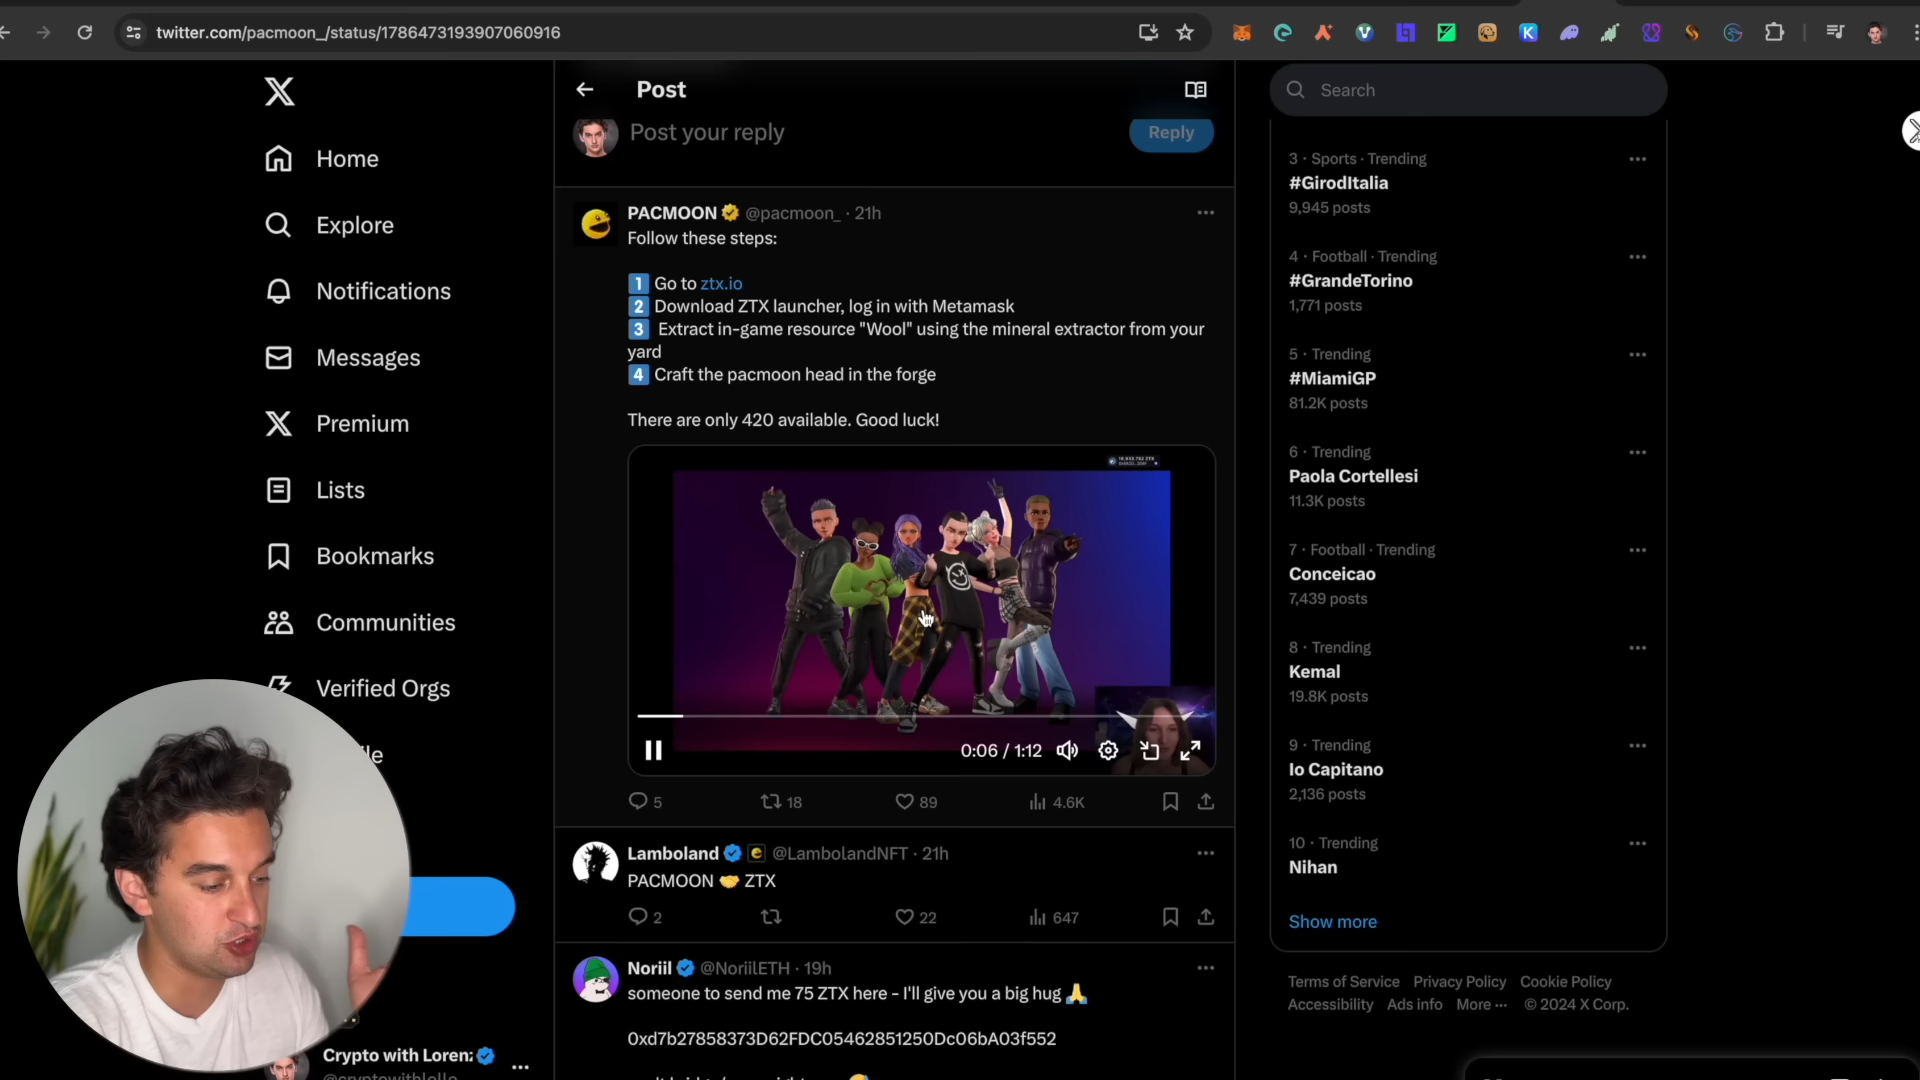 twitter.com/pacmoon_/status/1786473193907060916
Home
Explore
Notifications
Messages
Premium
Lists
Bookmarks
Communities
Verified Orgs
Crypto with Loren
Post
Post your reply
Reply
PACMOON @pacmoon_ · 21h
Follow these steps:
1 Go to ztx.io
2 Download ZTX launcher, log in with Metamask
3 Extract in-game resource "Wool" using the mineral extractor from your
yard
4 Craft the pacmoon head in the forge
There are only 420 available. Good luck!
0:06 / 1:12
5 18 89 4.6K
Lamboland @LambolandNFT · 21h
PACMOON 🤝 ZTX
2 22 647
Noriil @NoriilETH · 19h
someone to send me 75 ZTX here - I'll give you a big hug 🙏
0xd7b27858373D62FDC05462851250Dc06bA03f552
Search
3 · Sports · Trending
#GirodItalia
9,945 posts
4 · Football · Trending
#GrandeTorino
1,771 posts
5 · Trending
#MiamiGP
81.2K posts
6 · Trending
Paola Cortellesi
11.3K posts
7 · Football · Trending
Conceicao
7,439 posts
8 · Trending
Kemal
19.8K posts
9 · Trending
Io Capitano
2,136 posts
10 · Trending
Nihan
Show more
Terms of Service Privacy Policy Cookie Policy
Accessibility Ads info More ··· © 2024 X Corp.